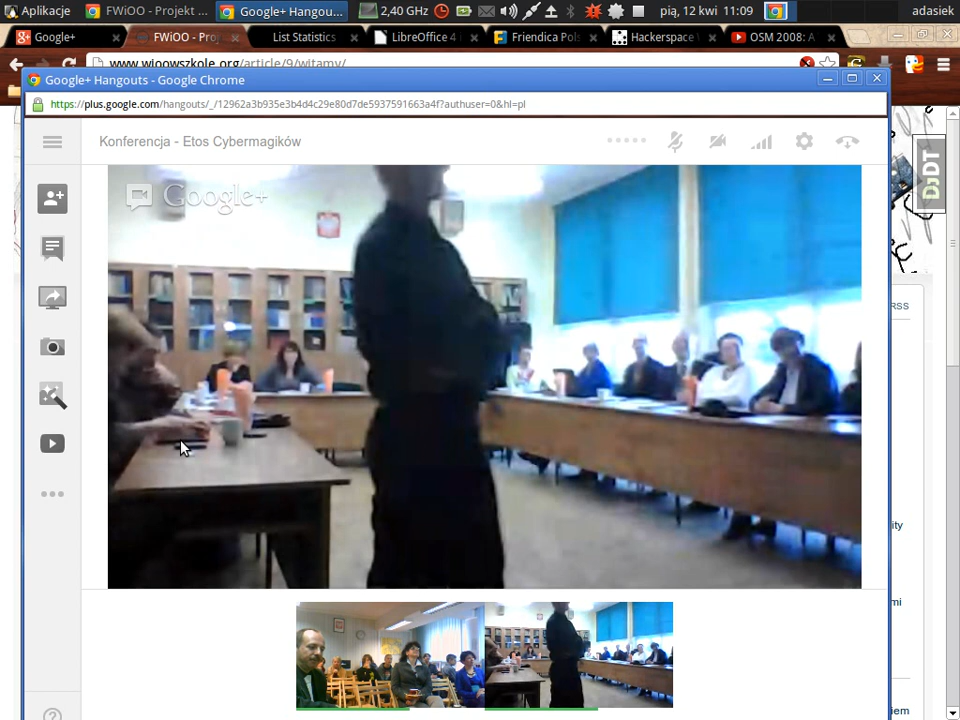 Aplikacje
FWiOO - Projekt ...
Google+ Hangou...
2,40 GHz
pią, 12 kwi 11:09
adasiek
Google+
FWiOO - Proj
List Statistics
LibreOffice 4
Friendica Pols
Hackerspace
OSM 2008: A
www.wioowszkole.org/article/9/witamy/
Google+ Hangouts - Google Chrome
https://plus.google.com/hangouts/_/12962a3b935e3b4d4c29e80d7de5937591663a4f?authuser=0&hl=pl
Konferencja - Etos Cybermagików
Google+
DjDT
RSS
ity
mi
iem